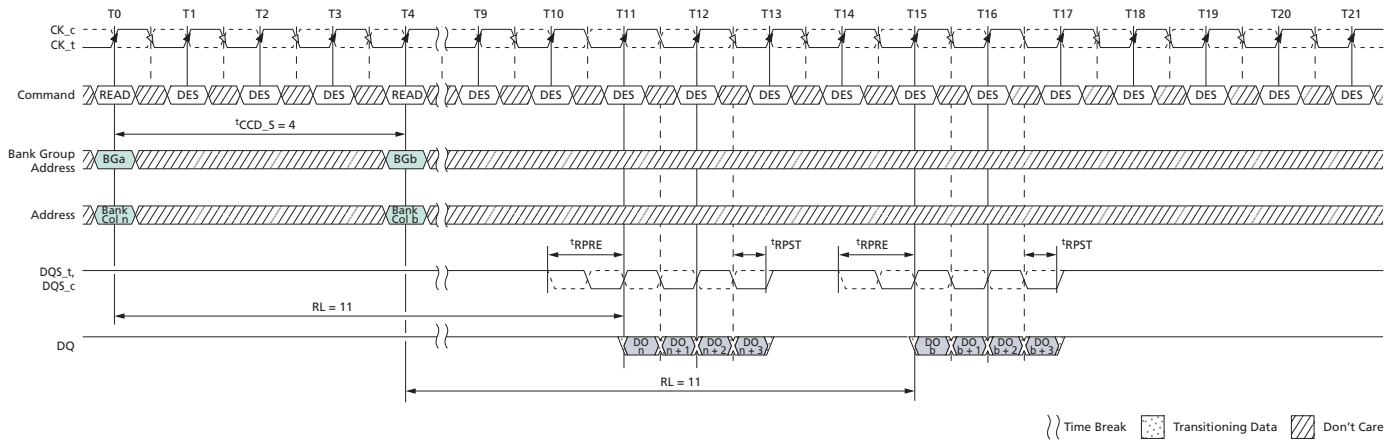 T0 T1 T2 T3 T4 T9 T10 T11 T12 T13 T14 T15 T16 T17 T18 T19 T20 T21
CK_c
CK_t
Command READ DES DES DES READ DES DES DES DES DES DES DES DES DES DES DES DES DES
tCCD_S = 4
Bank Group
Address
BGa BGb
Address
Bank
Col n
Bank
Col b
tRPRE tRPST tRPRE tRPST
DQS_t,
DQS_c
RL = 11
DQ
DO
n
DO
n + 1
DO
n + 2
DO
n + 3
DO
b
DO
b + 1
DO
b + 2
DO
b + 3
RL = 11
Time Break Transitioning Data Don't Care